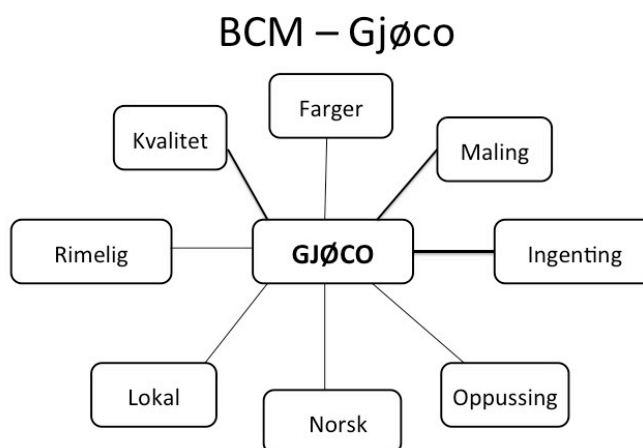 BCM – Gjøco
Farger
Kvalitet
Maling
Rimelig
GJØCO
Ingenting
Lokal
Norsk
Oppussing